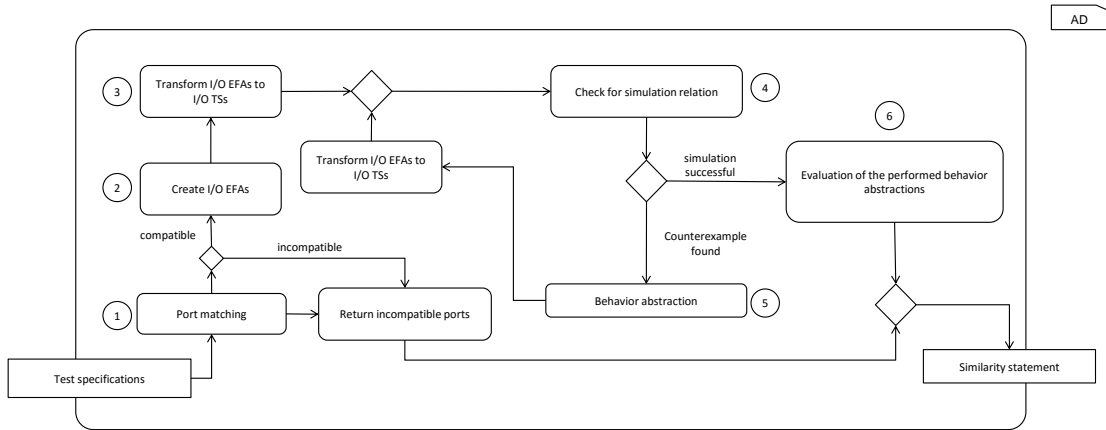 AD
3
Transform I/O EFAs to
I/O TSs
Check for simulation relation
4
6
Transform I/O EFAs to
I/O TSs
simulation
successful
Evaluation of the performed behavior
abstractions
2
Create I/O EFAs
compatible
incompatible
Counterexample
found
1
Port matching
Return incompatible ports
Behavior abstraction
5
Test specifications
Similarity statement